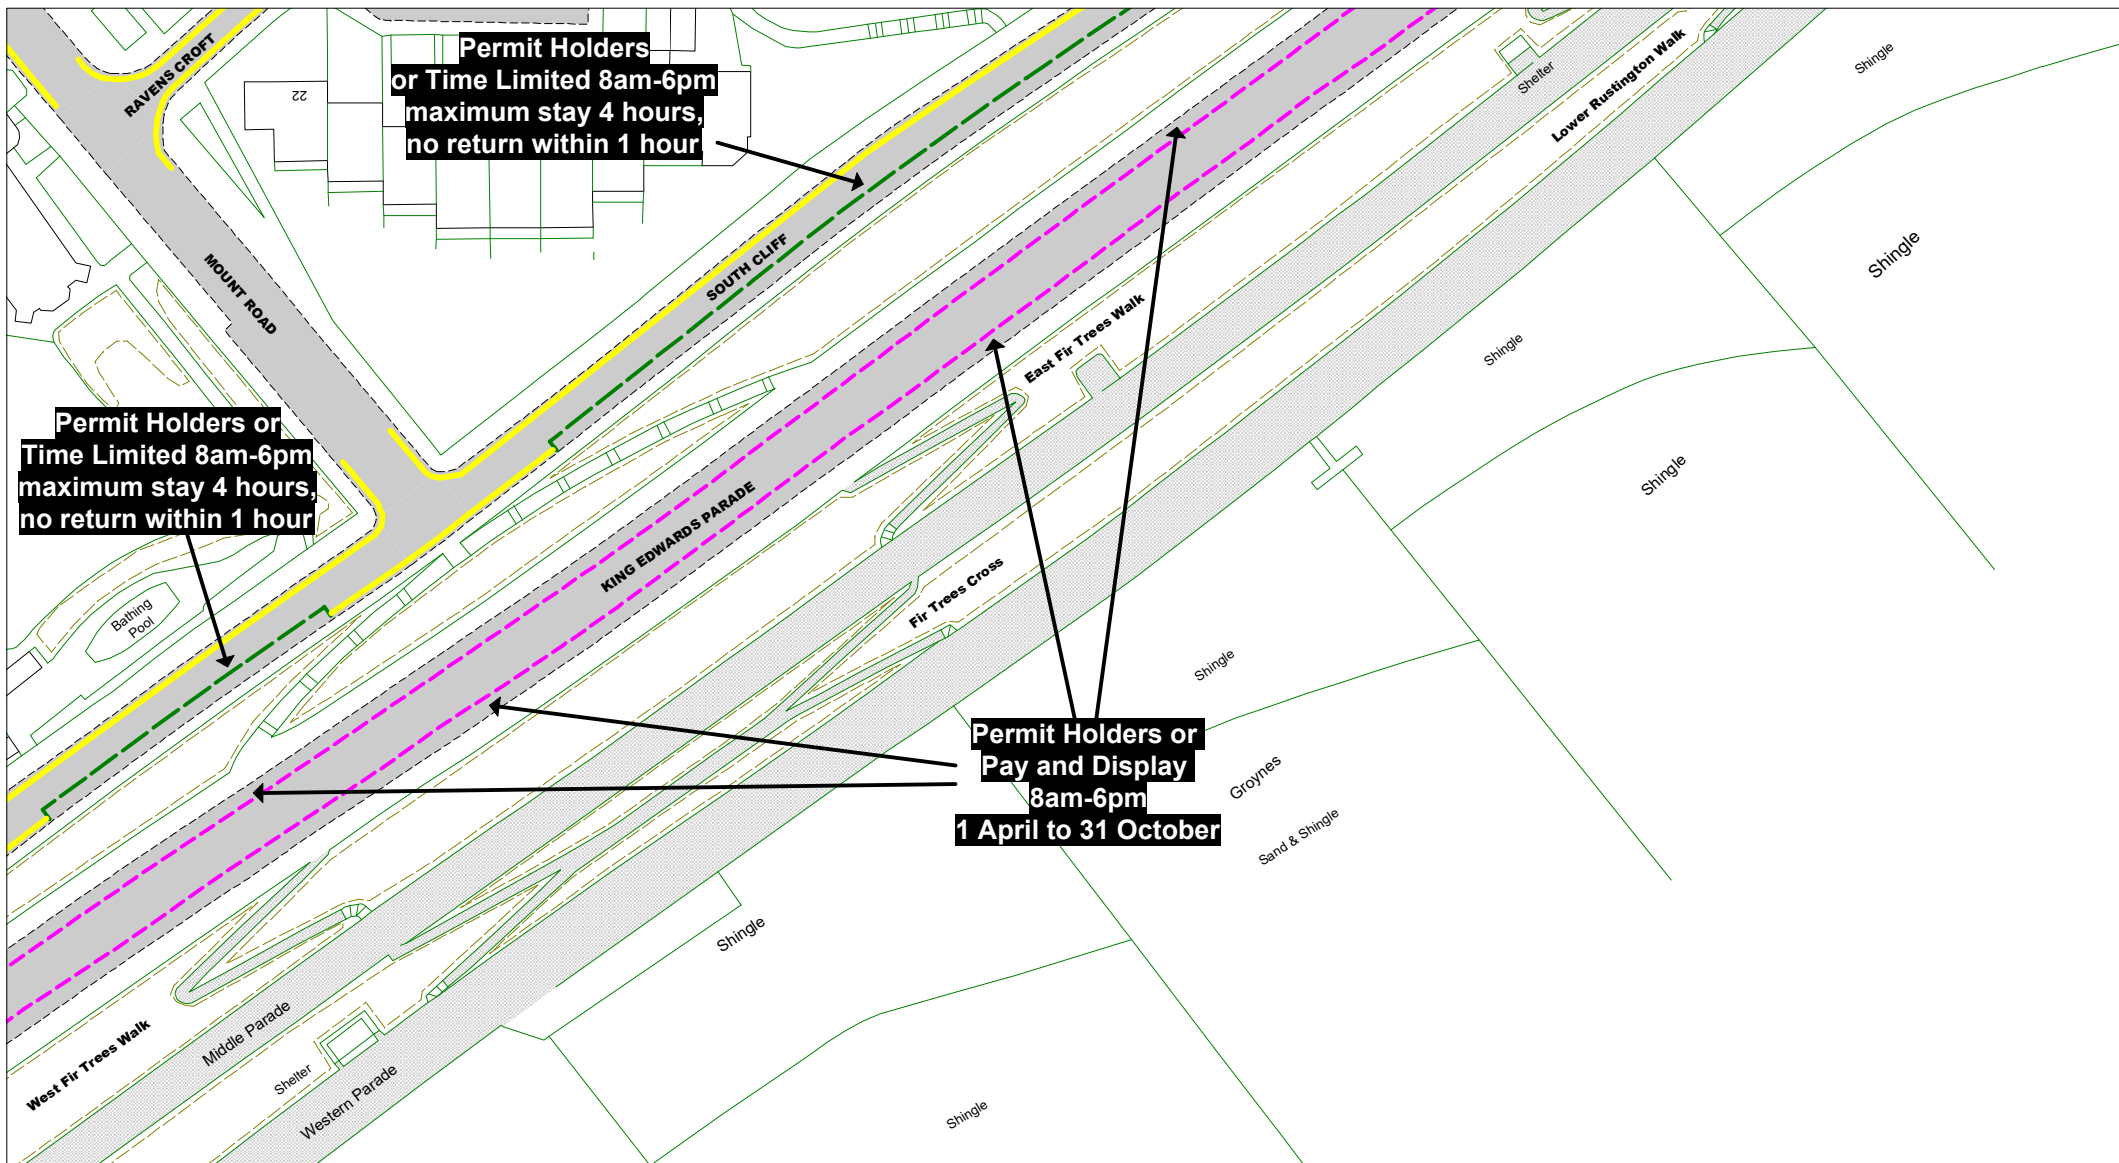 RAVENS CROFT
22
Permit Holders
or Time Limited 8am-6pm
maximum stay 4 hours,
no return within 1 hour
Shelter
Lower Rustington Walk
Shingle
MOUNT ROAD
SOUTH CLIFF
Shingle
East Fir Trees Walk
Shingle
Permit Holders or
Time Limited 8am-6pm
maximum stay 4 hours,
no return within 1 hour
KING EDWARDS PARADE
Shingle
Bathing
Pool
Fir Trees Cross
Shingle
Permit Holders or
Pay and Display
8am-6pm
1 April to 31 October
Groynes
Sand & Shingle
Shingle
West Fir Trees Walk
Middle Parade
Shelter
Western Parade
Shingle